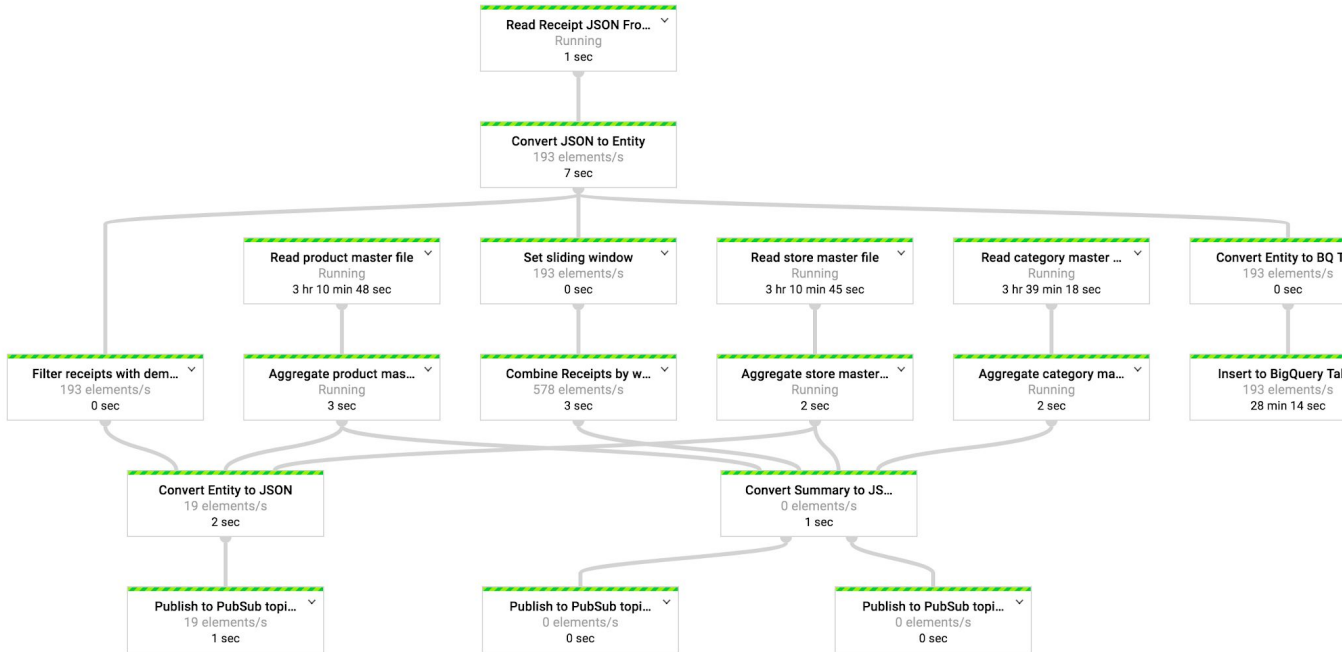 Read Receipt JSON Fro...
Running
1 sec
Convert JSON to Entity
193 elements/s
7 sec
Read product master file
Running
3 hr 10 min 48 sec
Set sliding window
193 elements/s
0 sec
Read store master file
Running
3 hr 10 min 45 sec
Read category master ...
Running
3 hr 39 min 18 sec
Convert Entity to BQ T
193 elements/s
0 sec
Filter receipts with dem...
193 elements/s
0 sec
Aggregate product mas...
Running
3 sec
Combine Receipts by w...
578 elements/s
3 sec
Aggregate store master...
Running
2 sec
Aggregate category ma...
Running
2 sec
Insert to BigQuery Tal
193 elements/s
28 min 14 sec
Convert Entity to JSON
19 elements/s
2 sec
Convert Summary to JS...
0 elements/s
1 sec
Publish to PubSub topi...
19 elements/s
1 sec
Publish to PubSub topi...
0 elements/s
0 sec
Publish to PubSub topi...
0 elements/s
0 sec